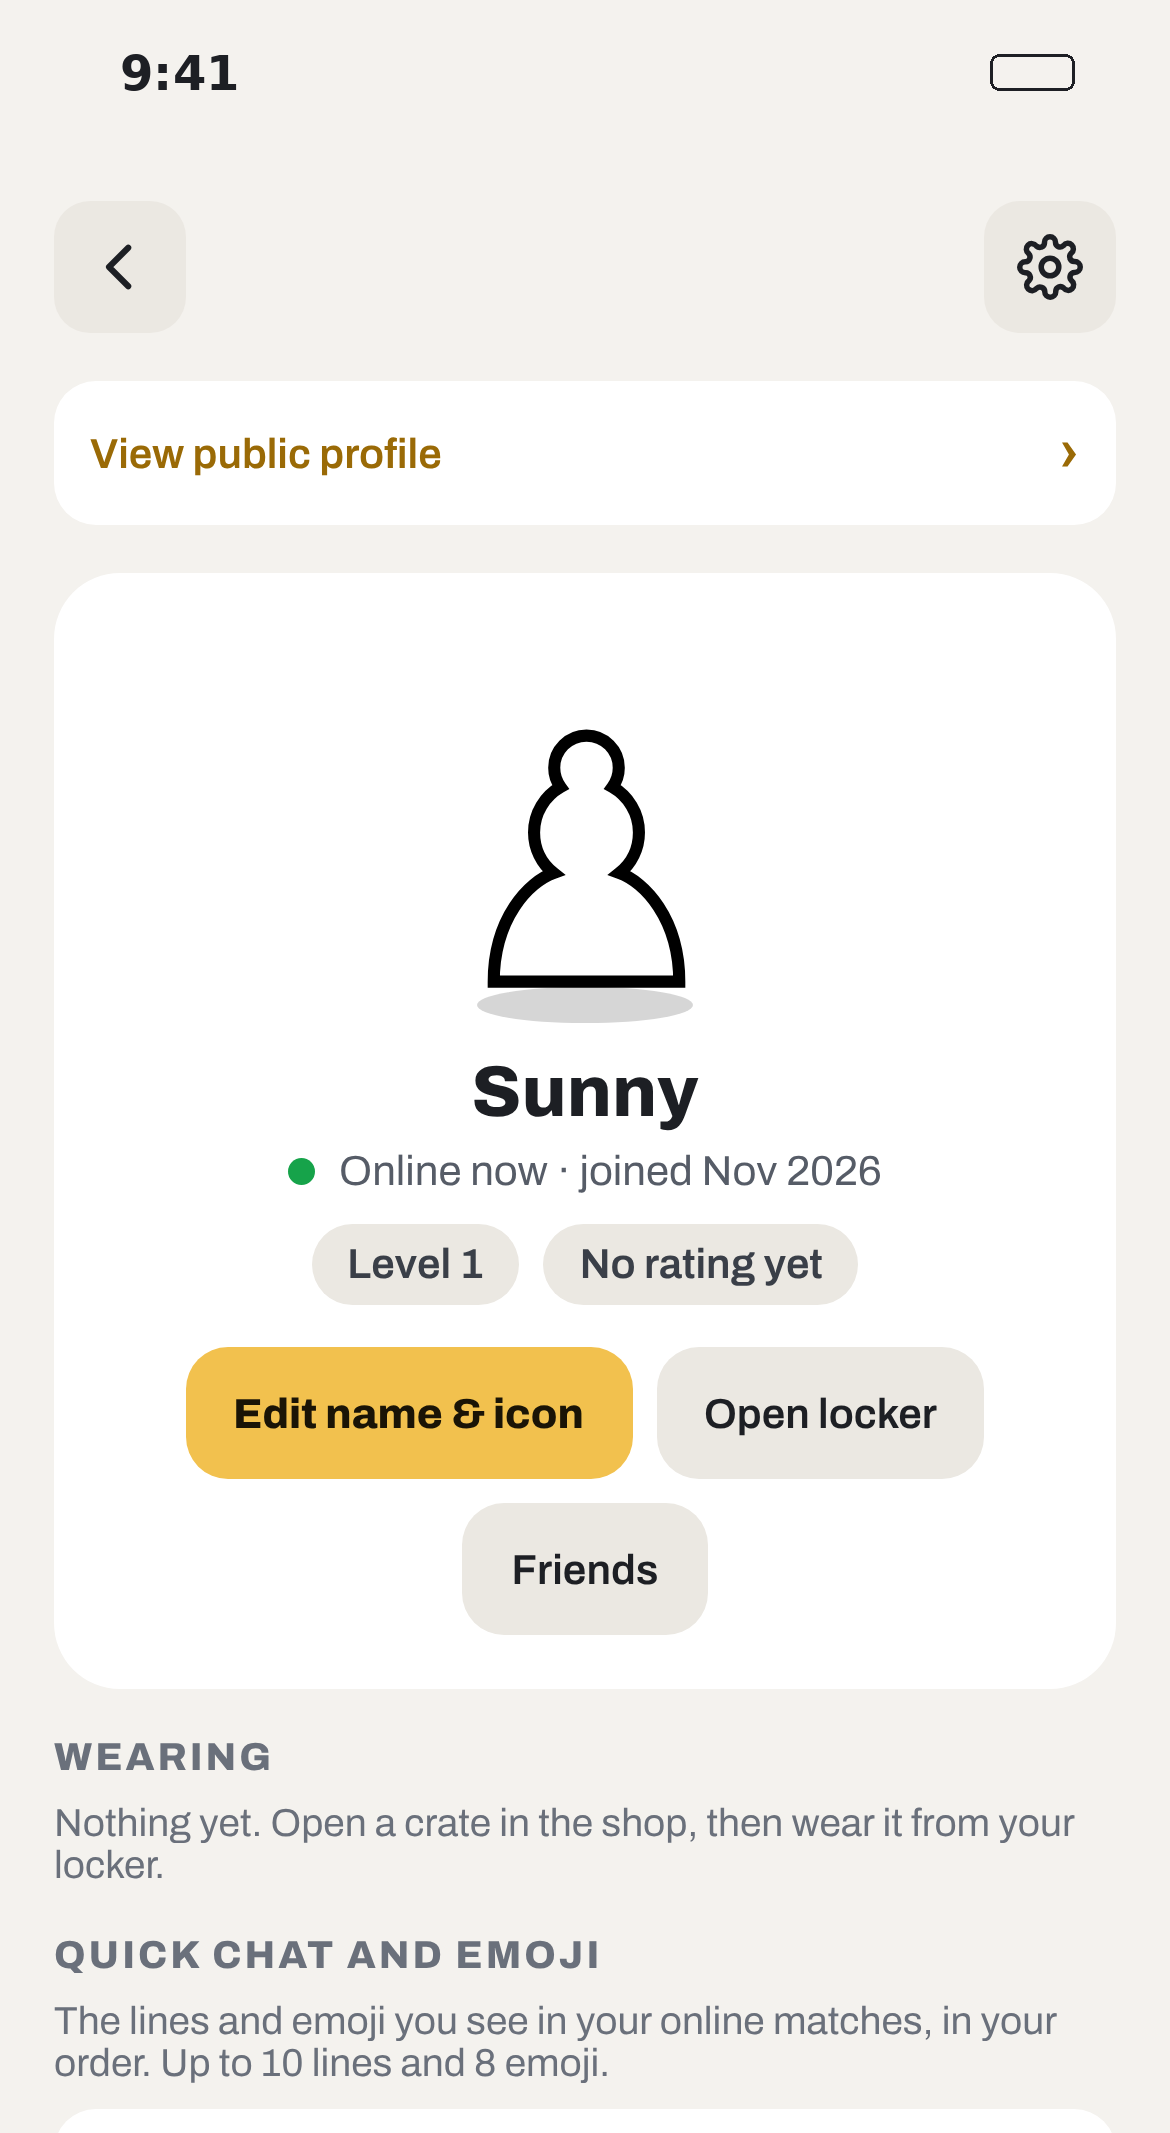 9:41
View public profile
Sunny
Online now · joined Nov 2026
Level 1
No rating yet
Edit name & icon
Open locker
Friends
WEARING
Nothing yet. Open a crate in the shop, then wear it from your
locker.
QUICK CHAT AND EMOJI
The lines and emoji you see in your online matches, in your
order. Up to 10 lines and 8 emoji.